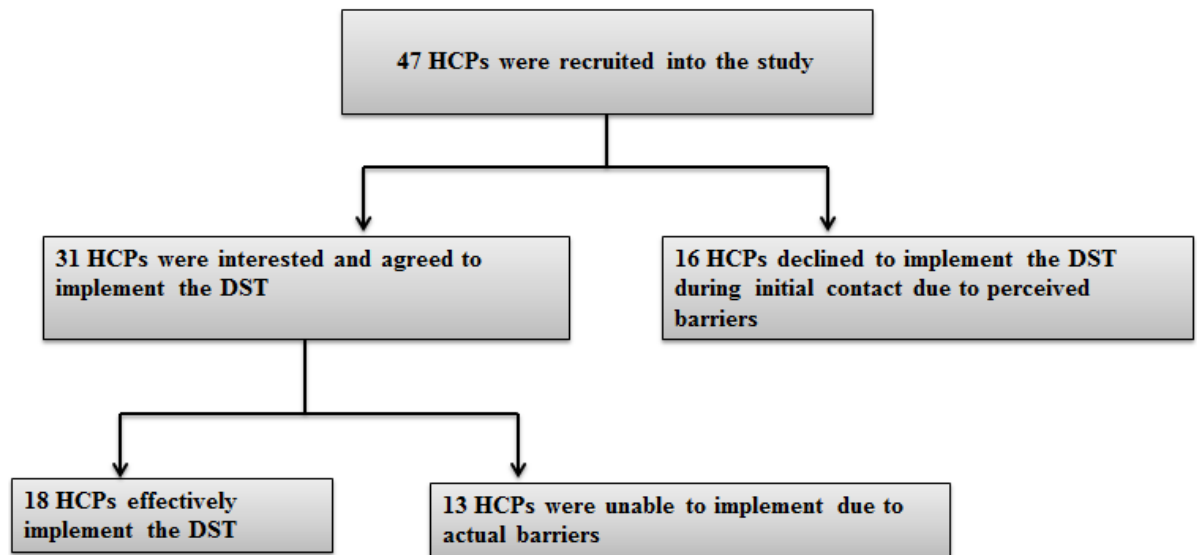 47 HCPs were recruited into the study
31 HCPs were interested and agreed to
implement the DST
16 HCPs declined to implement the DST
during initial contact due to perceived
barriers
18 HCPs effectively
implement the DST
13 HCPs were unable to implement due to
actual barriers